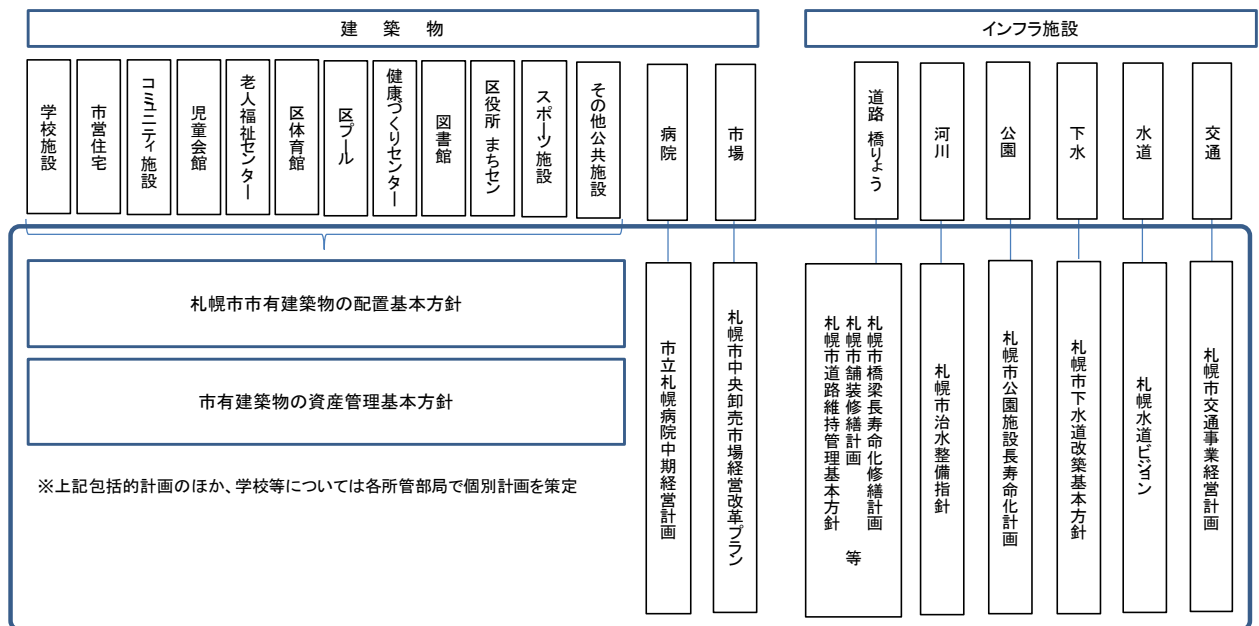 建 築 物
インフラ施設
学校施設
市営住宅
コミュニティ施設
児童会館
老人福祉センター
区体育館
区プール
健康づくりセンター
図書館
区役所 まちセン
スポーツ施設
その他公共施設
病院
市場
道路 橋りょう
河川
公園
下水
水道
交通
札幌市市有建築物の配置基本方針
市有建築物の資産管理基本方針
※上記包括的計画のほか、学校等については各所管部局で個別計画を策定
市立札幌病院中期経営計画
札幌市中央卸売市場経営改革プラン
札幌市橋梁長寿命化修繕計画
札幌市舗装修繕計画 等
札幌市道路維持管理基本方針
札幌市治水整備指針
札幌市公園施設長寿命化計画
札幌市下水道改築基本方針
札幌水道ビジョン
札幌市交通事業経営計画